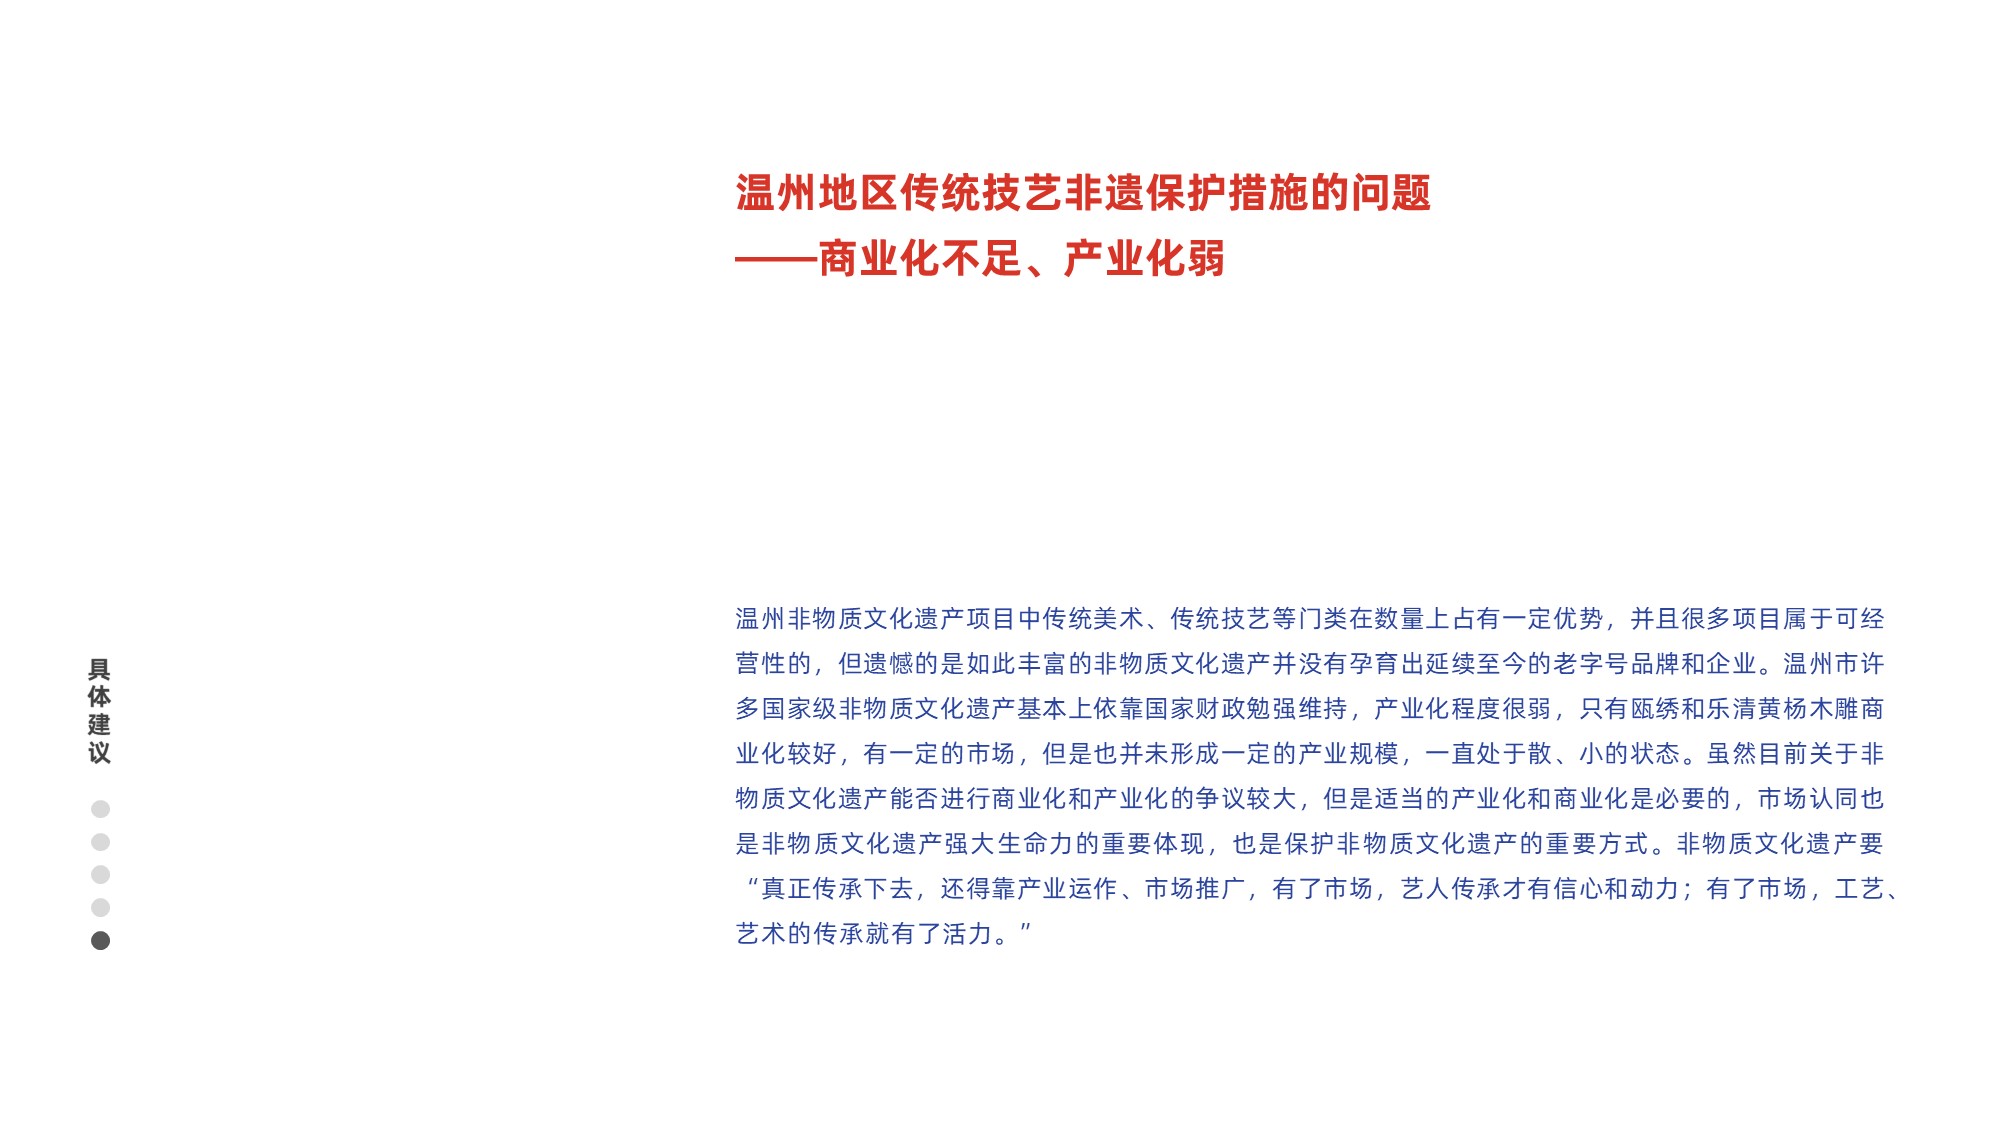 温州地区传统技艺非遗保护措施的问题
——商业化不足、产业化弱
温州非物质文化遗产项目中传统美术、传统技艺等门类在数量上占有一定优势，并且很多项目属于可经
营性的，但遗憾的是如此丰富的非物质文化遗产并没有孕育出延续至今的老字号品牌和企业。温州市许
多国家级非物质文化遗产基本上依靠国家财政勉强维持，产业化程度很弱，只有瓯绣和乐清黄杨木雕商
业化较好，有一定的市场，但是也并未形成一定的产业规模，一直处于散、小的状态。虽然目前关于非
物质文化遗产能否进行商业化和产业化的争议较大，但是适当的产业化和商业化是必要的，市场认同也
是非物质文化遗产强大生命力的重要体现，也是保护非物质文化遗产的重要方式。非物质文化遗产要
“真正传承下去，还得靠产业运作、市场推广，有了市场，艺人传承才有信心和动力；有了市场，工艺、
艺术的传承就有了活力。”
具体建议